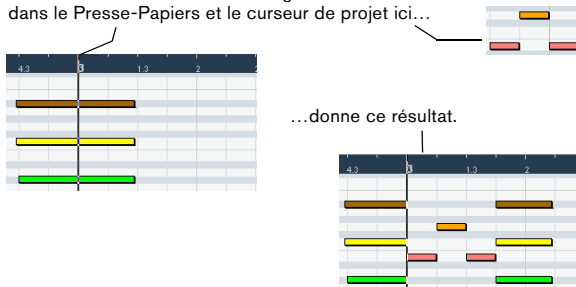 dans le Presse-Papiers et le curseur de projet ici…
4.3 3 1.3 2
…donne ce résultat.
4.3 3 1.3 2